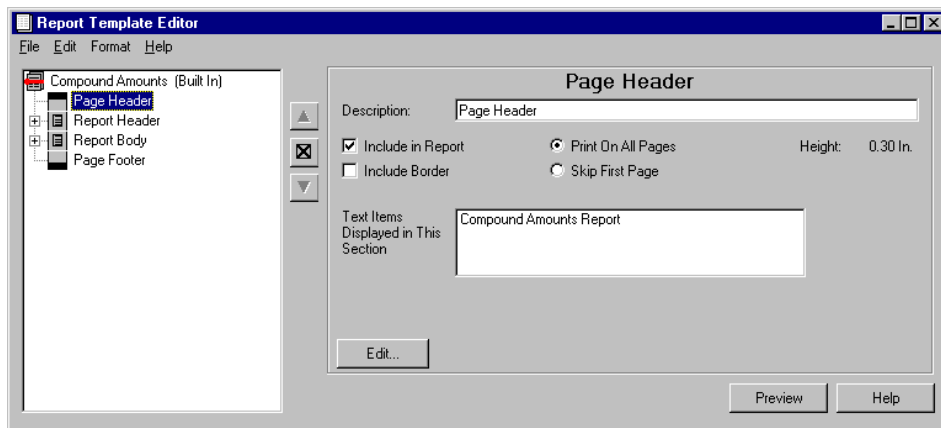 Report Template Editor
File Edit Format Help
Compound Amounts (Built In)
Page Header
Report Header
Report Body
Page Footer
Page Header
Description: Page Header
Include in Report Print On All Pages Height: 0.30 In.
Include Border Skip First Page
Text Items
Displayed in This
Section
Compound Amounts Report
Edit...
Preview Help